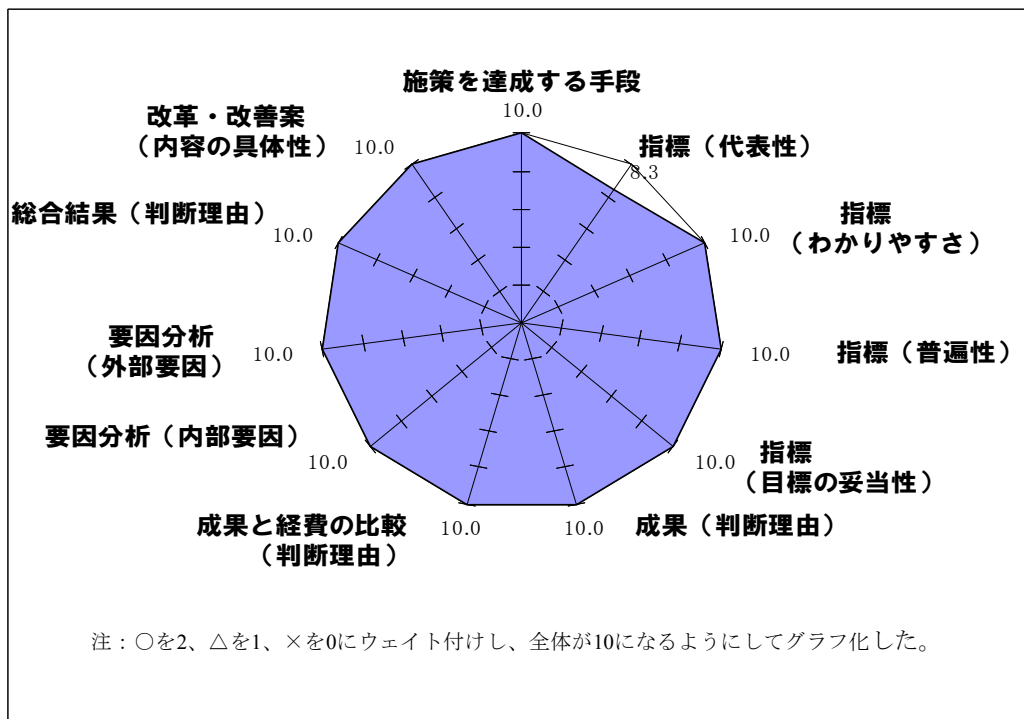 施策を達成する手段
10.0
指標（代表性）
8.3
指標
（わかりやすさ）
10.0
指標（普遍性）
10.0
指標
（目標の妥当性）
10.0
成果（判断理由）
10.0
成果と経費の比較
（判断理由）
10.0
要因分析（内部要因）
10.0
要因分析
（外部要因）
10.0
総合結果（判断理由）
10.0
改革・改善案
（内容の具体性）
10.0
注：○を2、△を1、×を0にウェイト付けし、全体が10になるようにしてグラフ化した。